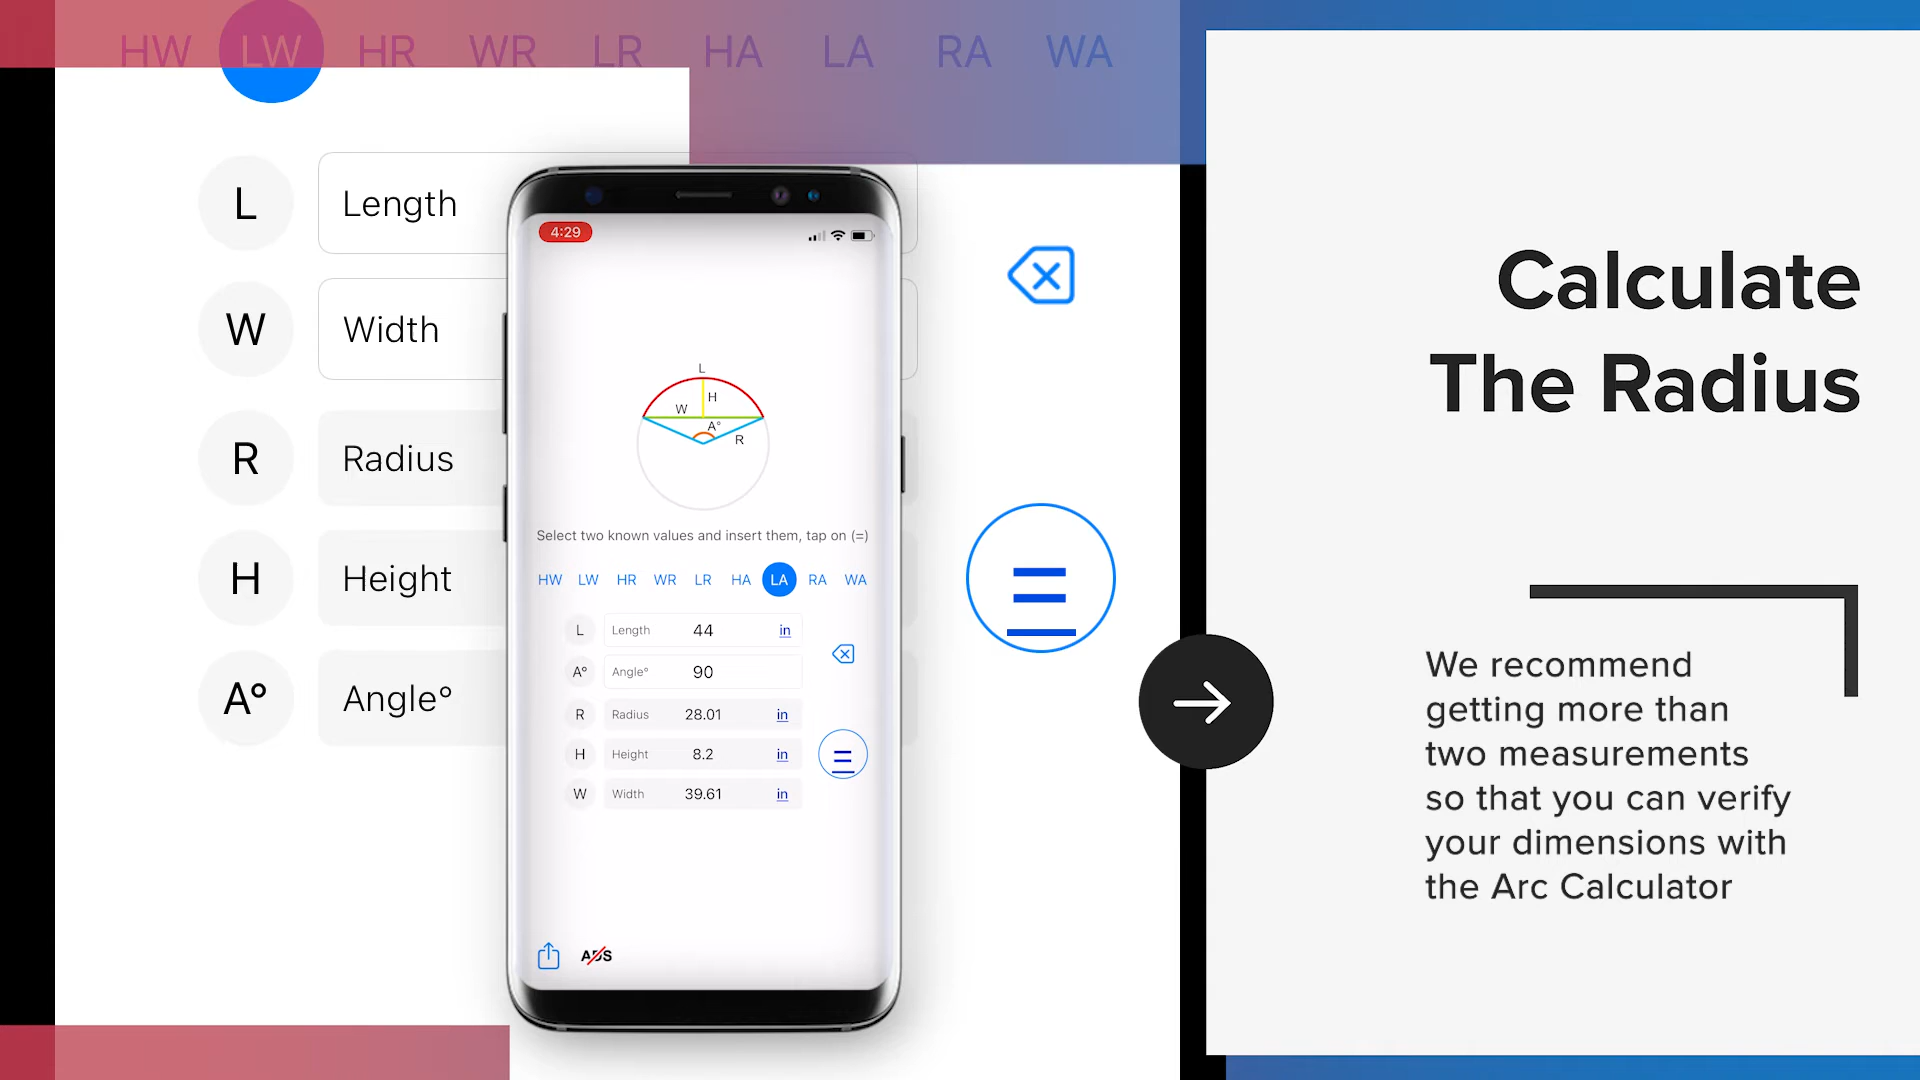 HW LW HR WR LR HA LA RA WA
L Length
W Width
R Radius
H Height
A° Angle°
4:29
L
H
W
A°
R
Select two known values and insert them, tap on (=)
HW LW HR WR LR HA LA RA WA
L Length 44 in
A° Angle° 90
R Radius 28.01 in
H Height 8.2 in
W Width 39.61 in
ADS
Calculate
The Radius
We recommend
getting more than
two measurements
so that you can verify
your dimensions with
the Arc Calculator